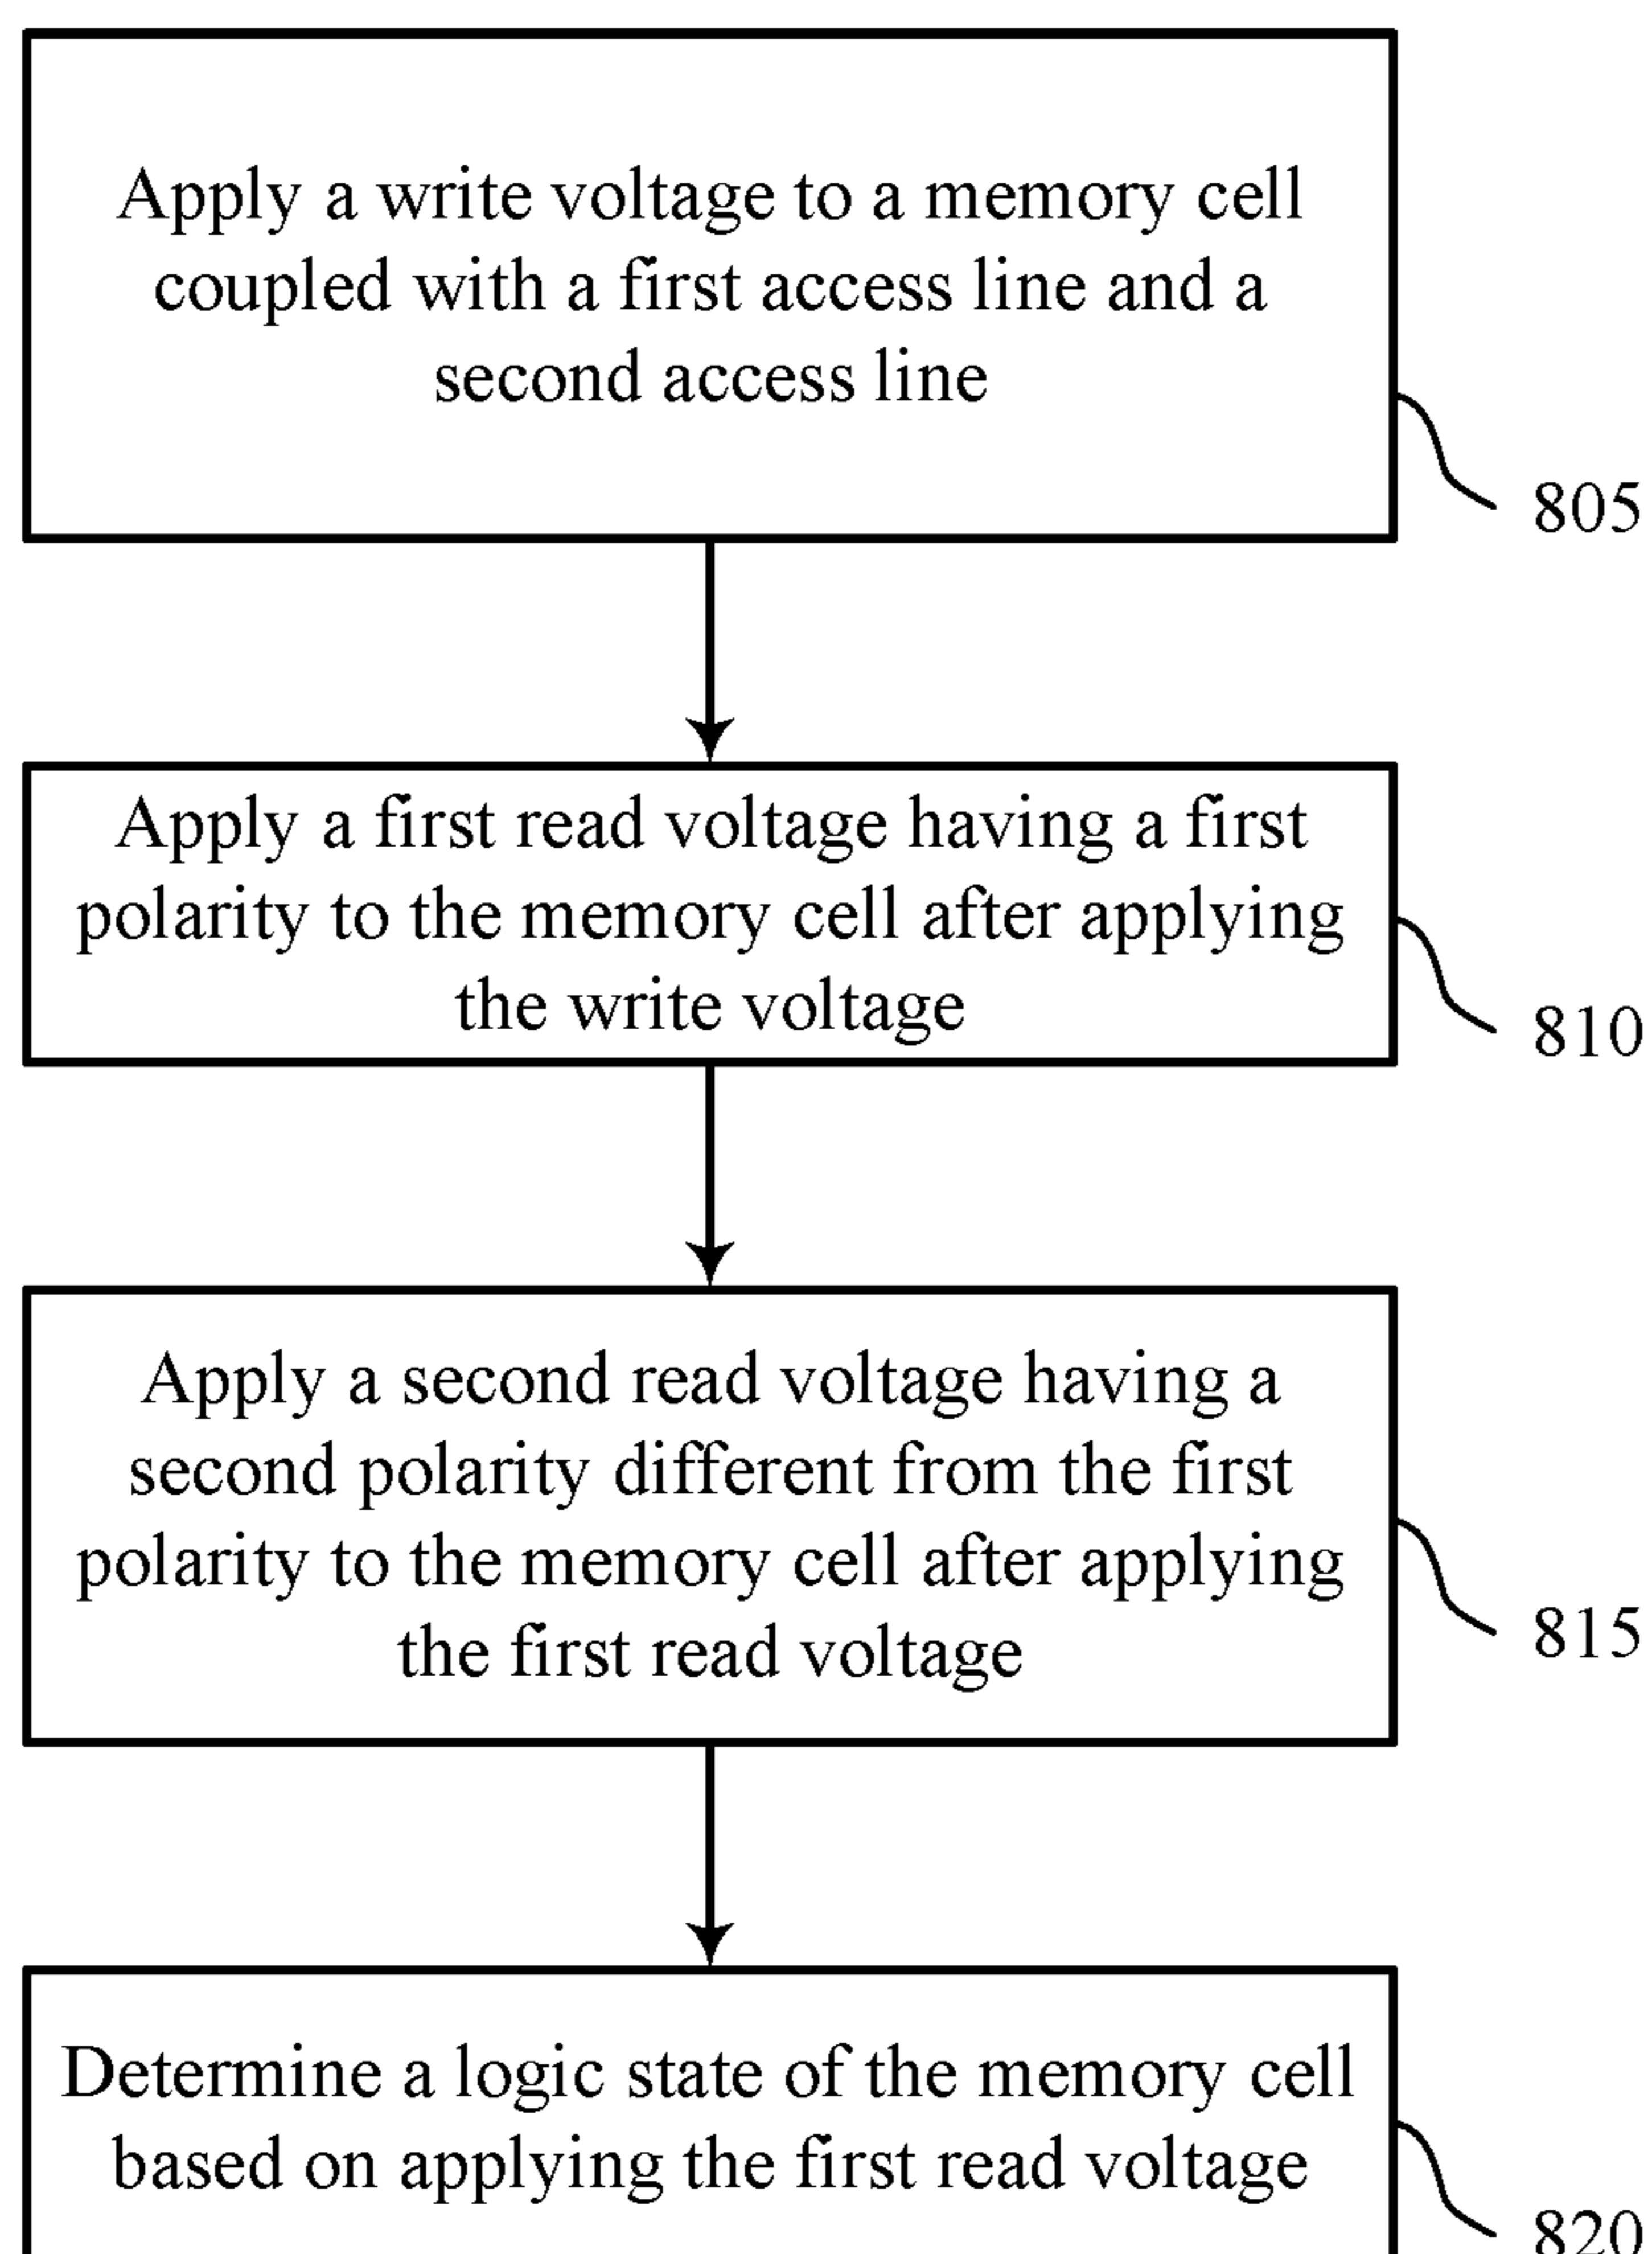 Apply a write voltage to a memory cell
coupled with a first access line and a
second access line
805
Apply a first read voltage having a first
polarity to the memory cell after applying
the write voltage
810
Apply a second read voltage having a
second polarity different from the first
polarity to the memory cell after applying
the first read voltage
815
Determine a logic state of the memory cell
based on applying the first read voltage
820